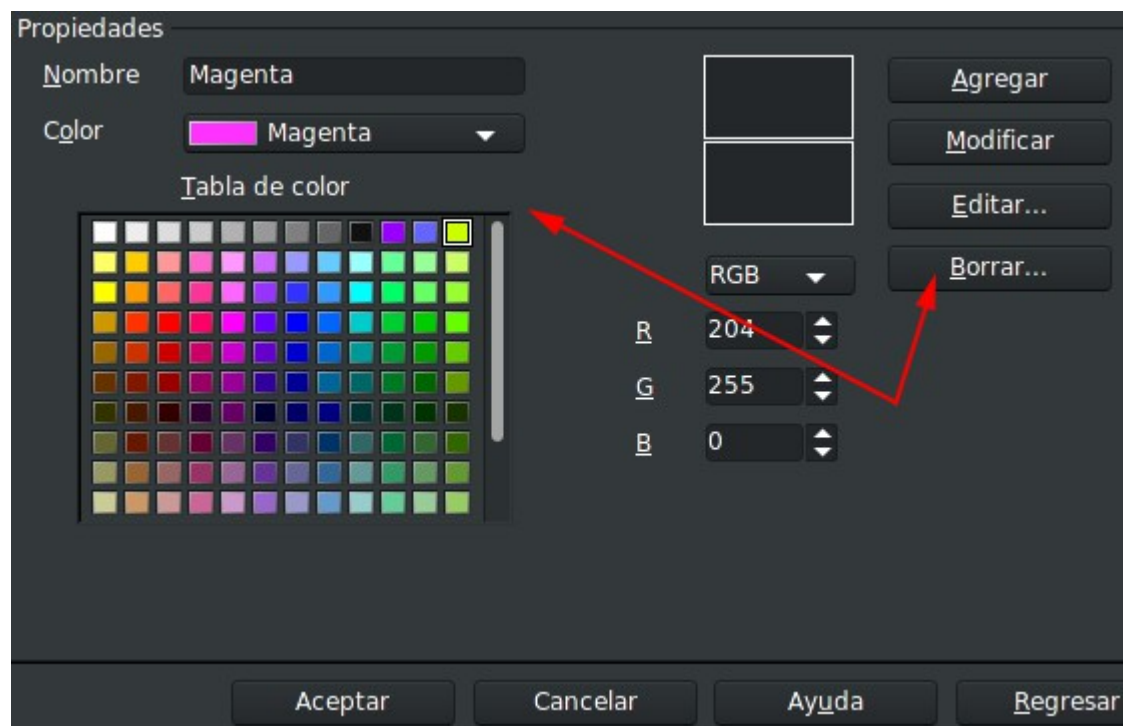 Propiedades
Nombre Magenta
Color Magenta
Tabla de color
Agregar
Modificar
Editar...
Borrar...
RGB
R 204
G 255
B 0
Aceptar Cancelar Ayuda Regresar